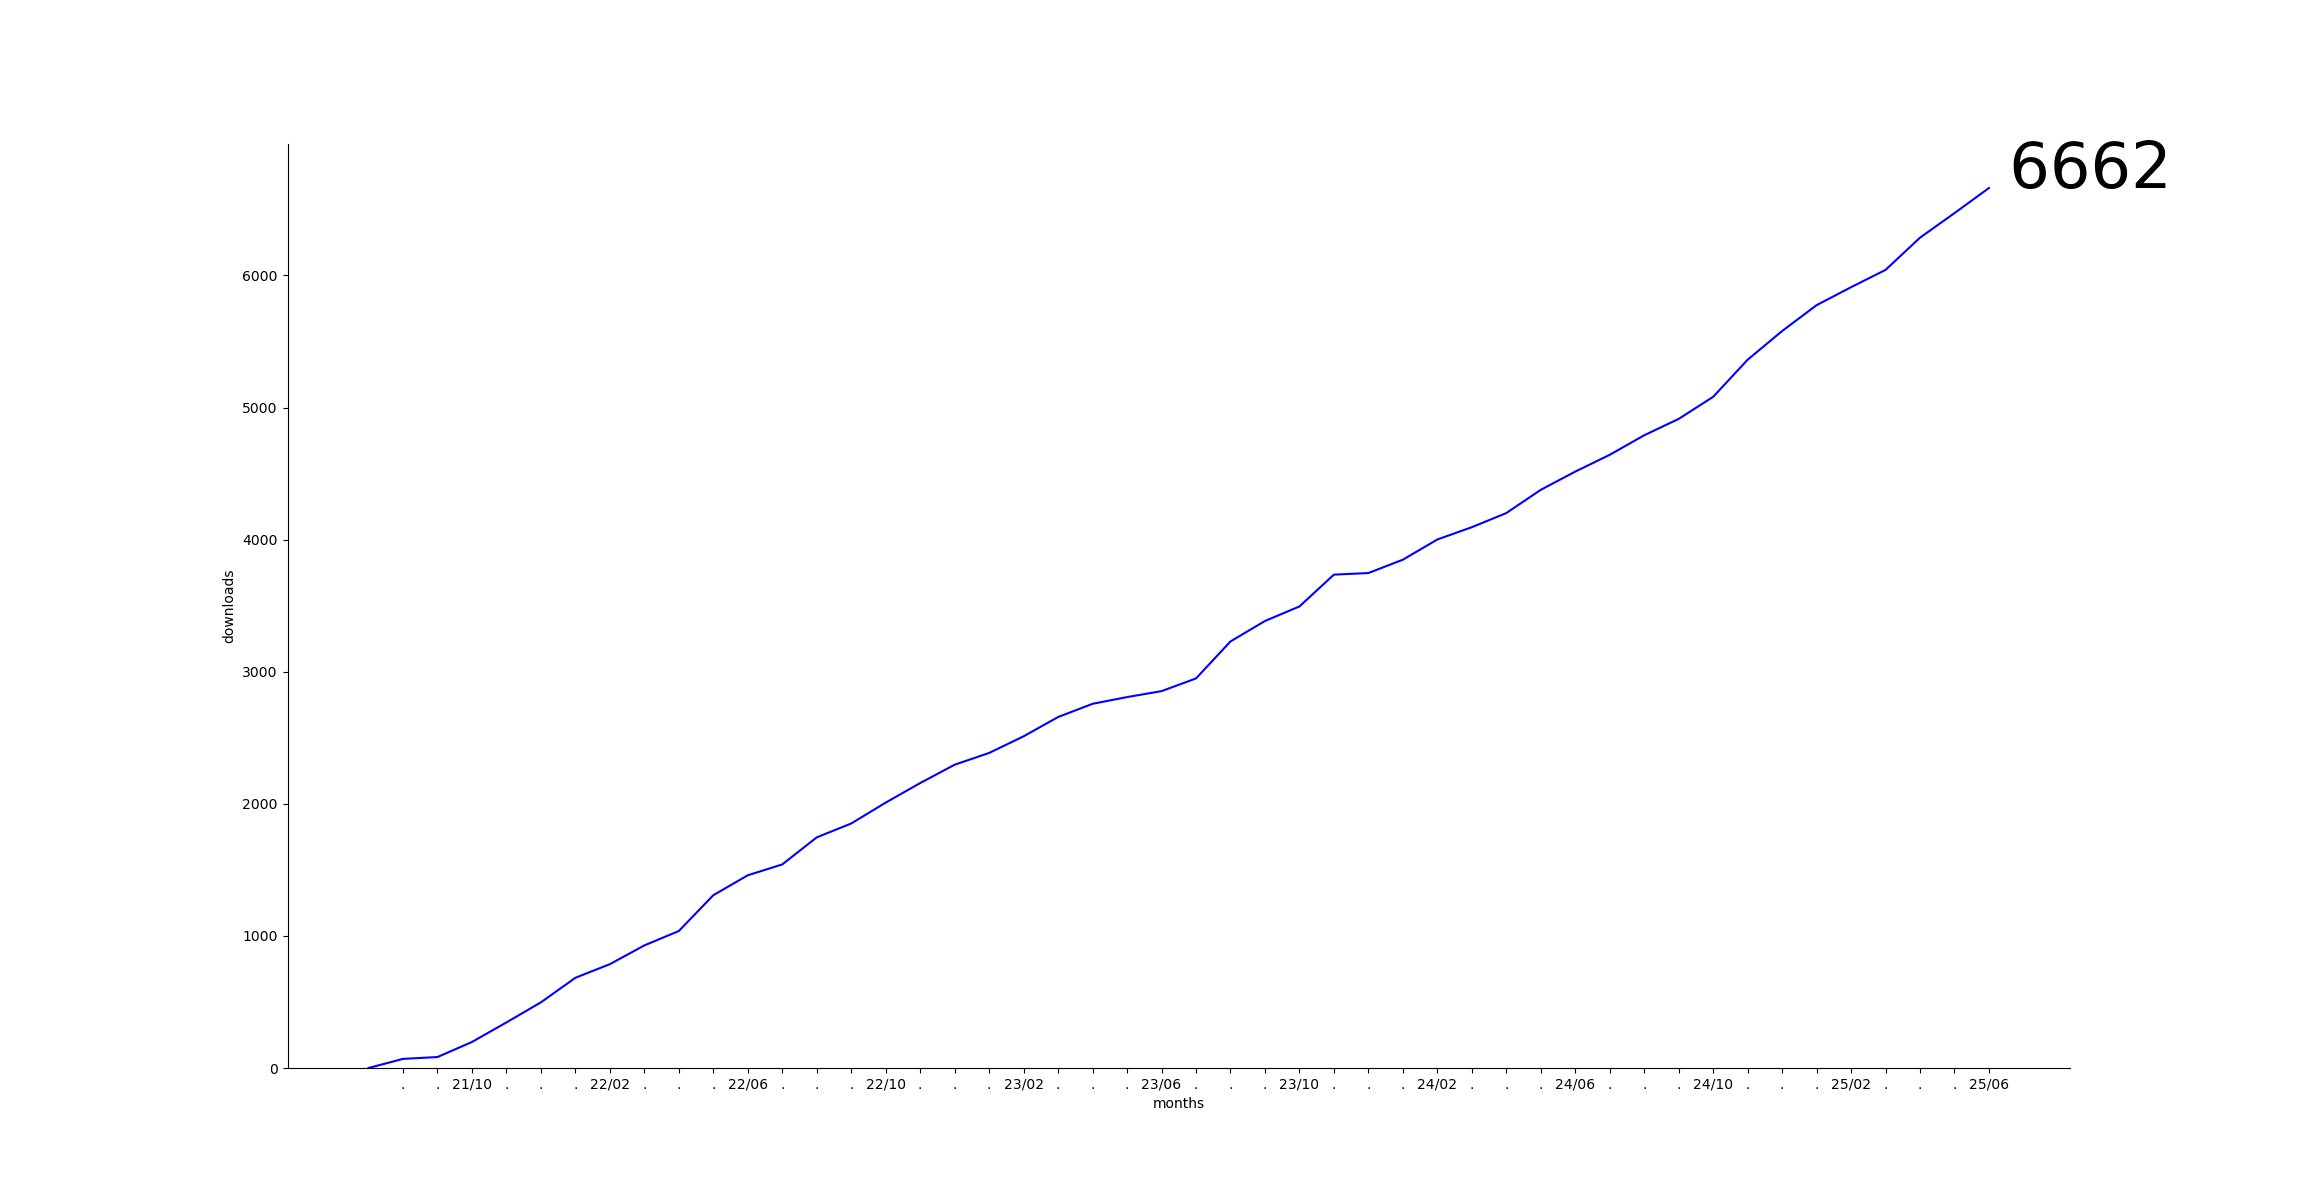 6662
6000
5000
4000
3000
2000
1000
0
downloads
. . 21/10 . . . 22/02 . . . 22/06 . . . 22/10 . . . 23/02 . . . 23/06 . . . 23/10 . . . 24/02 . . . 24/06 . . . 24/10 . . . 25/02 . . . 25/06
months